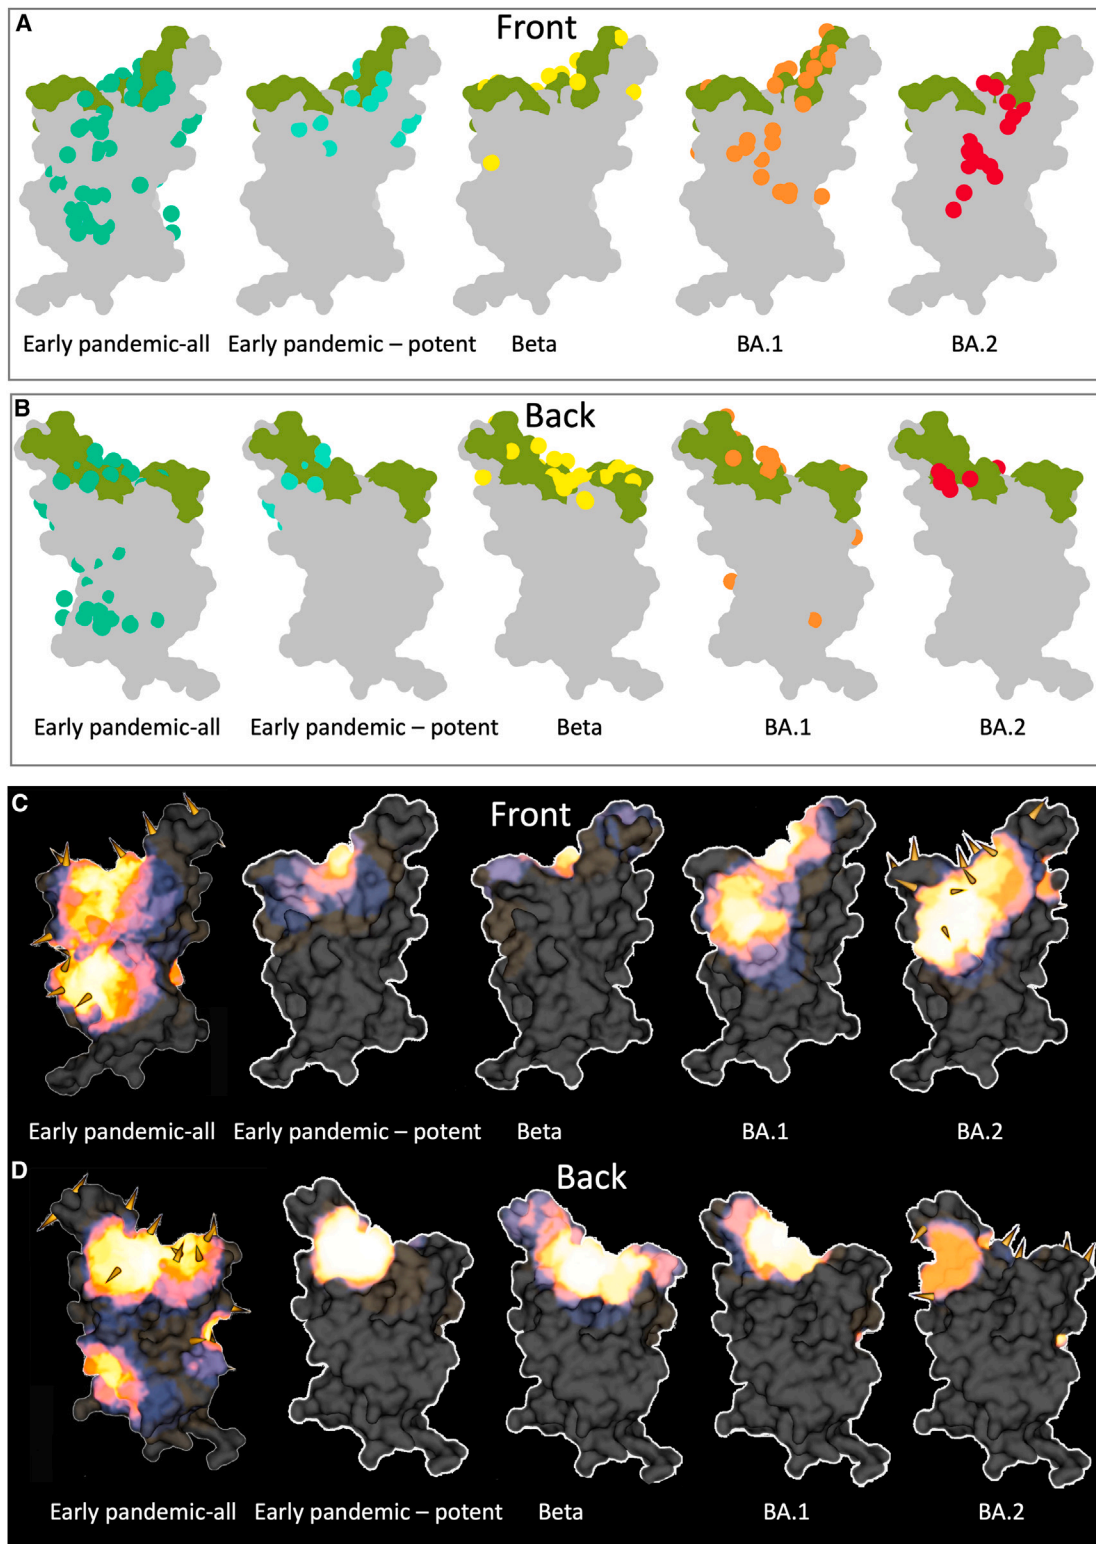 A
Front
Early pandemic-all
Early pandemic – potent
Beta
BA.1
BA.2
B
Back
Early pandemic-all
Early pandemic – potent
Beta
BA.1
BA.2
C
Front
Early pandemic-all
Early pandemic – potent
Beta
BA.1
BA.2
D
Back
Early pandemic-all
Early pandemic – potent
Beta
BA.1
BA.2